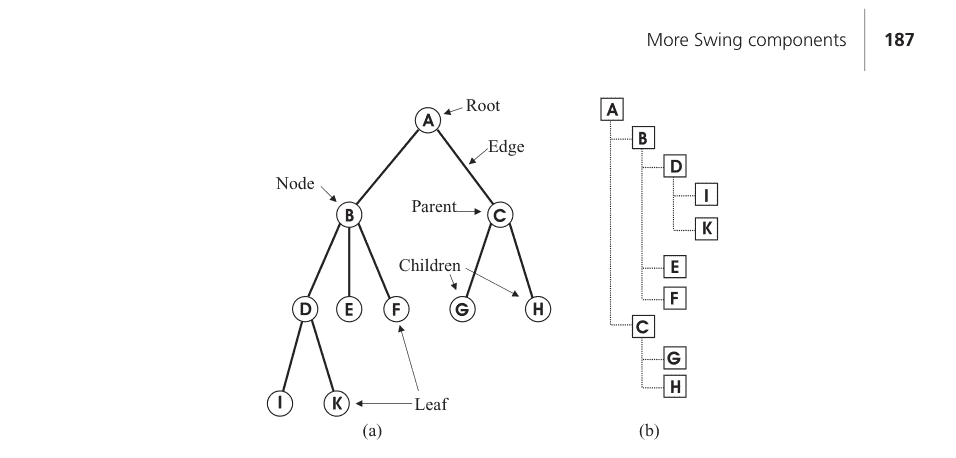 More Swing components 187
A Root
Edge
Node
B
Parent C
Children
D E F G H
I K Leaf
(a)
A
B
D
I
K
E
F
C
G
H
(b)